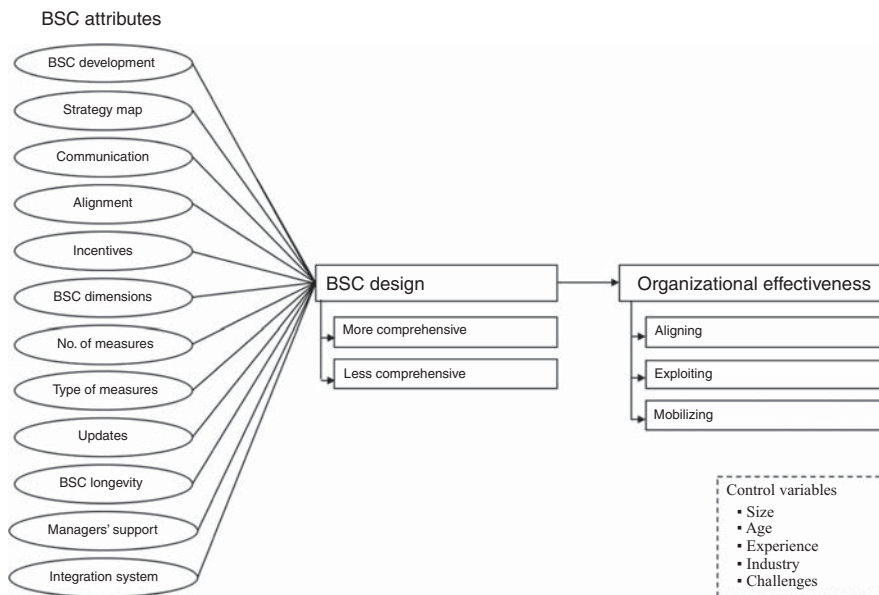 BSC attributes
BSC development
Strategy map
Communication
Alignment
Incentives
BSC dimensions
No. of measures
Type of measures
Updates
BSC longevity
Managers' support
Integration system
BSC design
More comprehensive
Less comprehensive
Organizational effectiveness
Aligning
Exploiting
Mobilizing
Control variables
▪ Size
▪ Age
▪ Experience
▪ Industry
▪ Challenges